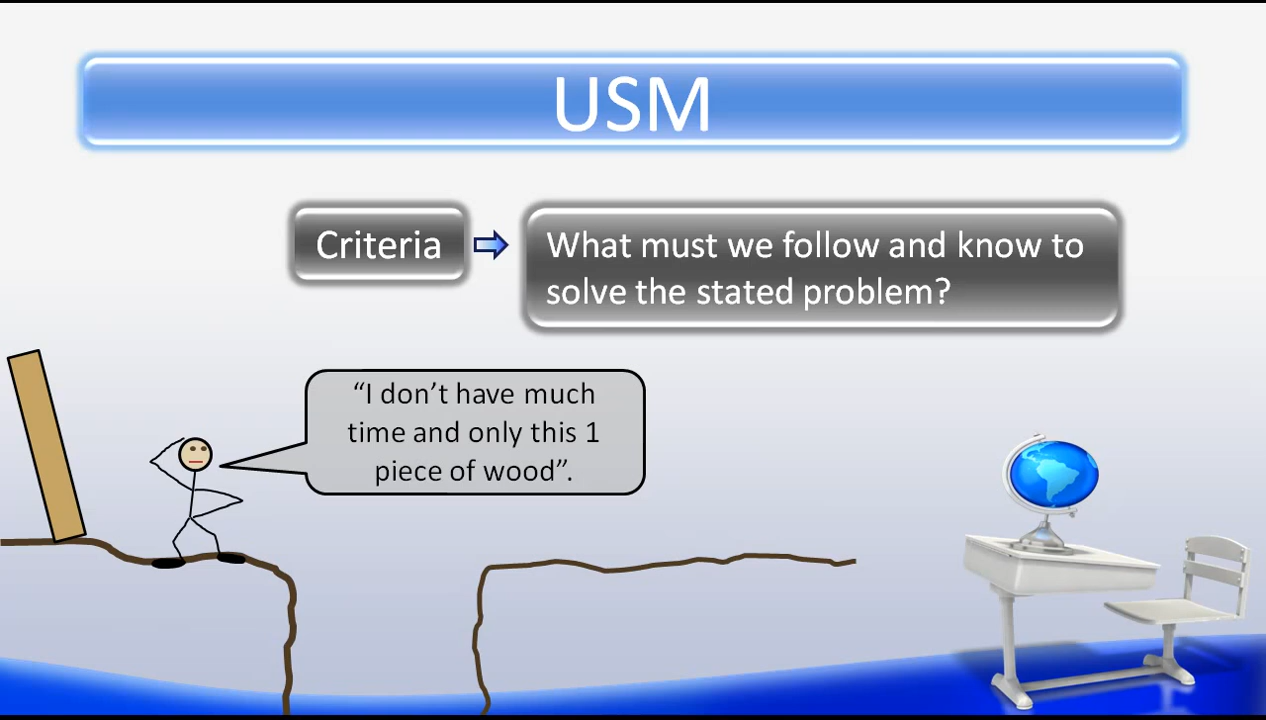 USM
Criteria
What must we follow and know to
solve the stated problem?
“I don’t have much
time and only this 1
piece of wood”.